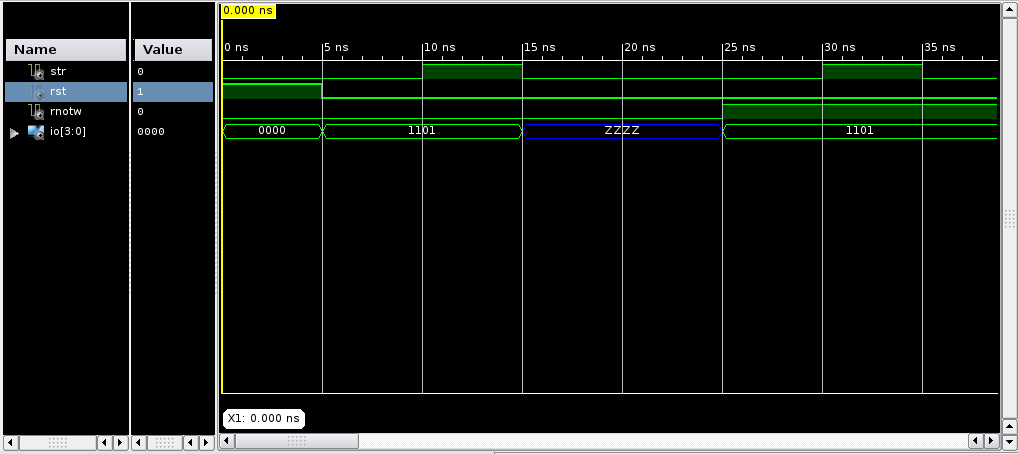 0.000 ns
Name Value 0 ns 5 ns 10 ns 15 ns 20 ns 25 ns 30 ns 35 ns
str 0
rst 1
rnotw 0
io[3:0] 0000 0000 1101 ZZZZ 1101
X1: 0.000 ns